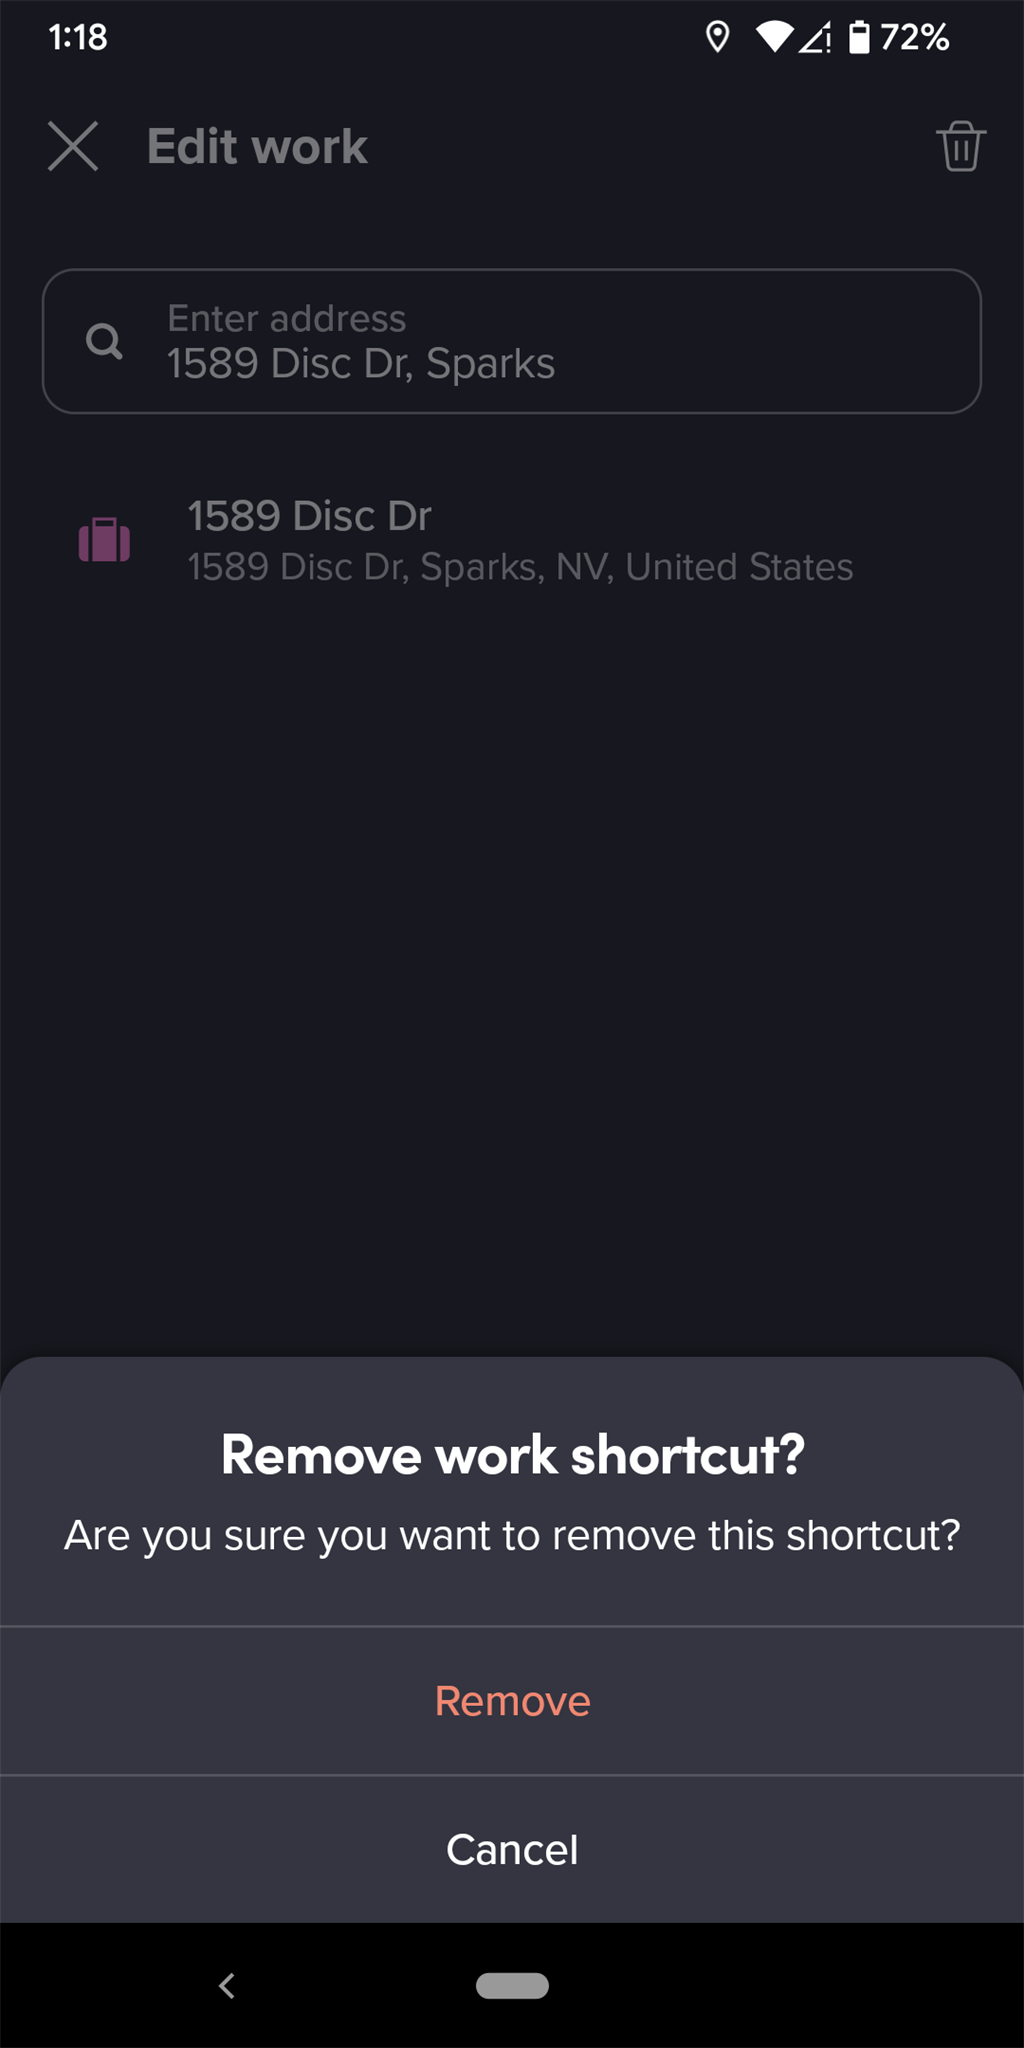 1:18
72%
Edit work
Enter address
1589 Disc Dr, Sparks
1589 Disc Dr
1589 Disc Dr, Sparks, NV, United States
Remove work shortcut?
Are you sure you want to remove this shortcut?
Remove
Cancel